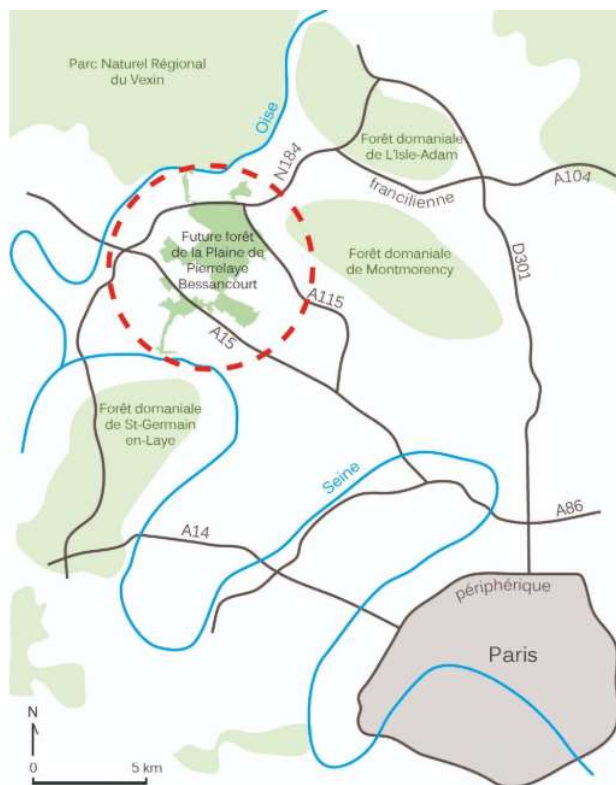 Parc Naturel Régional
du Vexin
Oise
Forêt domaniale
de L'Isle-Adam
N184
francilienne
A104
Future forêt
de la Plaine de
Pierrelaye
Bessancourt
Forêt domaniale
de Montmorency
D301
A115
A15
Forêt domaniale
de St-Germain
en-Laye
Seine
A14
A86
périphérique
Paris
N
0
5 km